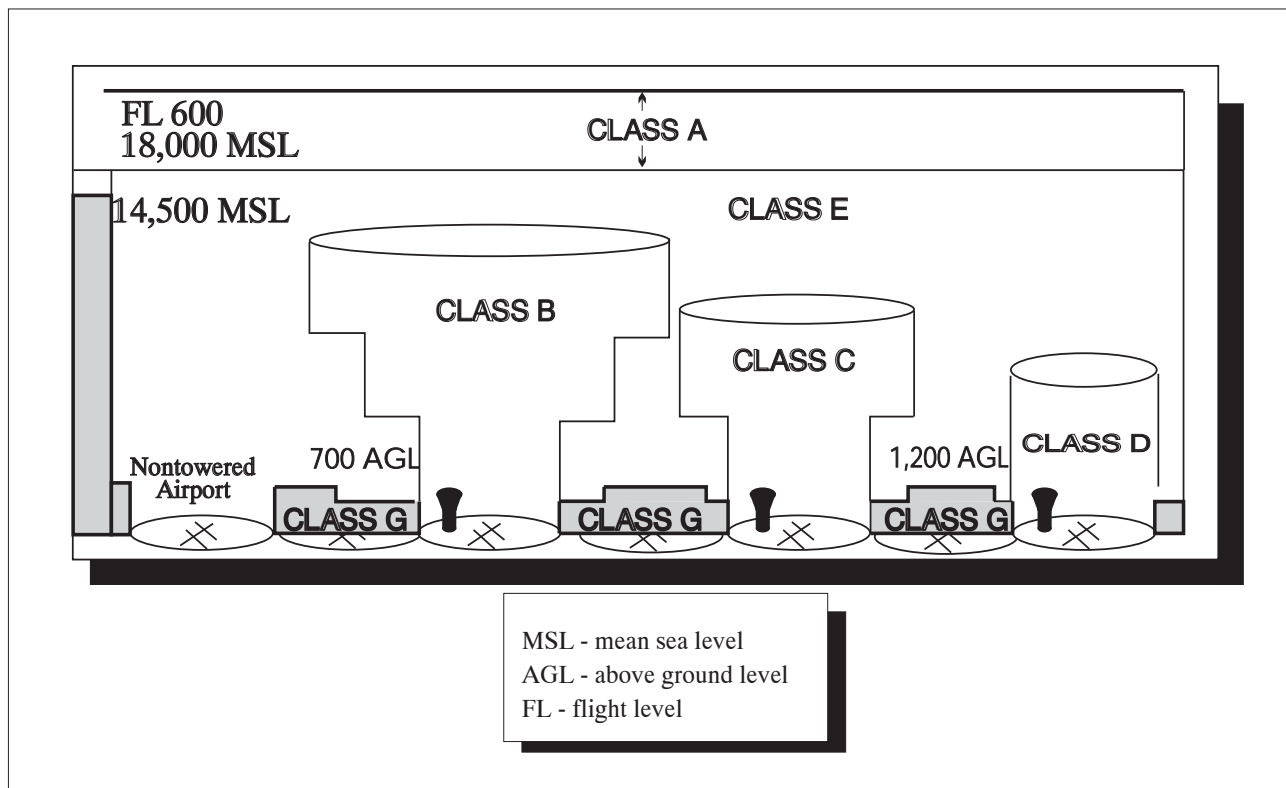 FL 600
18,000 MSL
CLASS A
14,500 MSL
CLASS E
CLASS B
CLASS C
CLASS D
Nontowered
Airport
700 AGL
1,200 AGL
CLASS G
CLASS G
CLASS G
MSL - mean sea level
AGL - above ground level
FL - flight level